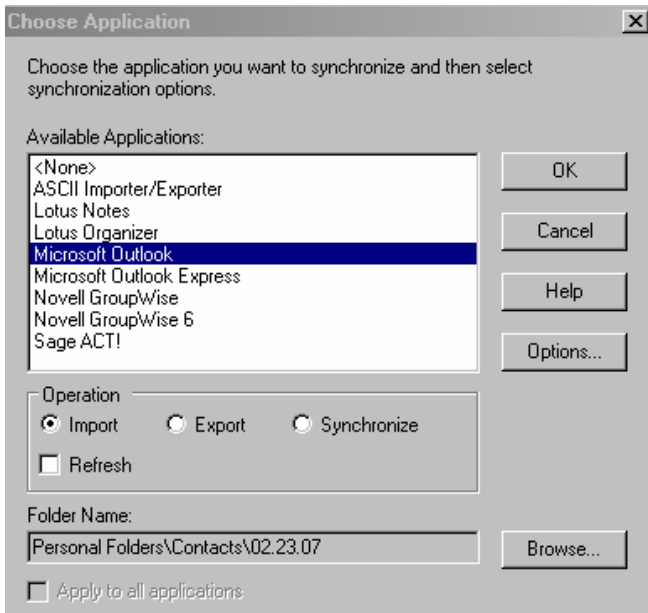 Choose Application
Choose the application you want to synchronize and then select
synchronization options.
Available Applications:
<None>
ASCII Importer/Exporter
Lotus Notes
Lotus Organizer
Microsoft Outlook
Microsoft Outlook Express
Novell GroupWise
Novell GroupWise 6
Sage ACT!
OK
Cancel
Help
Options...
Operation
Import Export Synchronize
Refresh
Folder Name:
Personal Folders\Contacts\02.23.07 Browse...
Apply to all applications